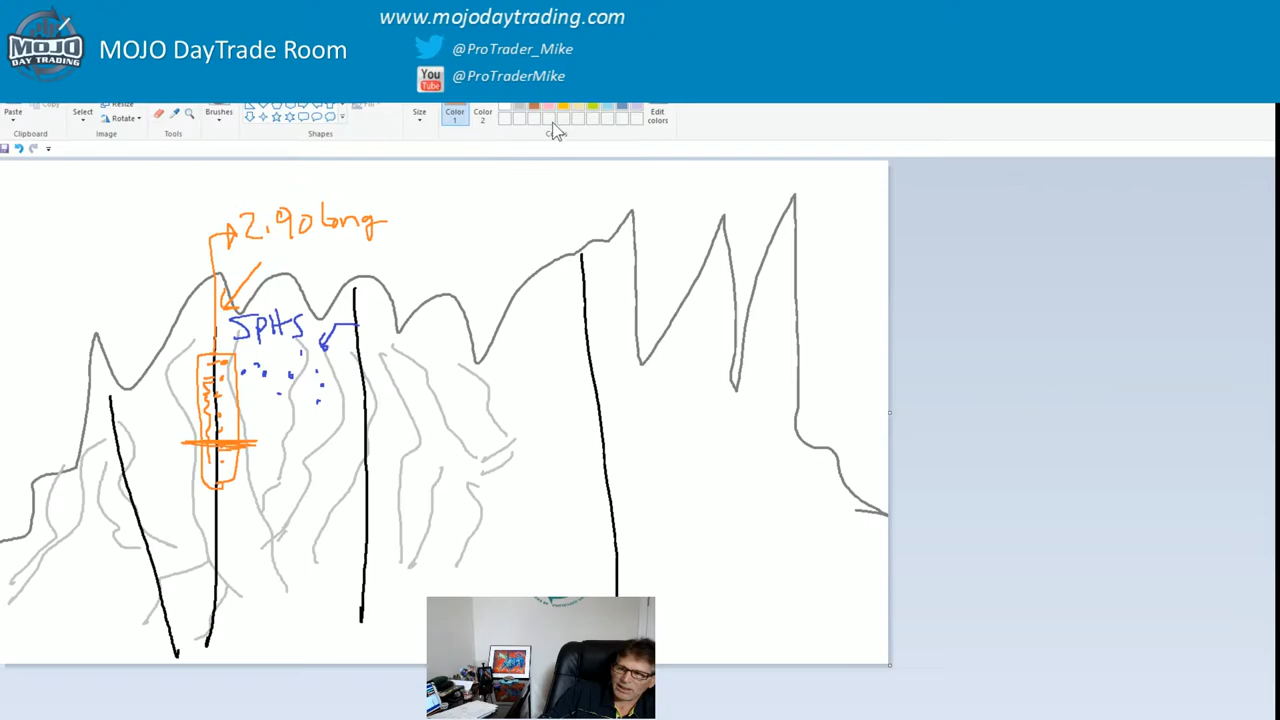 www.mojodaytrading.com
MOJO
DAY TRADING
MOJO DayTrade Room
@ProTrader_Mike
You
Tube
@ProTraderMike
Paste
Select
Rotate
Brushes
Size
Color
1
Color
2
Edit
colors
Clipboard
Image
Tools
Shapes
2.90 long
SPHS